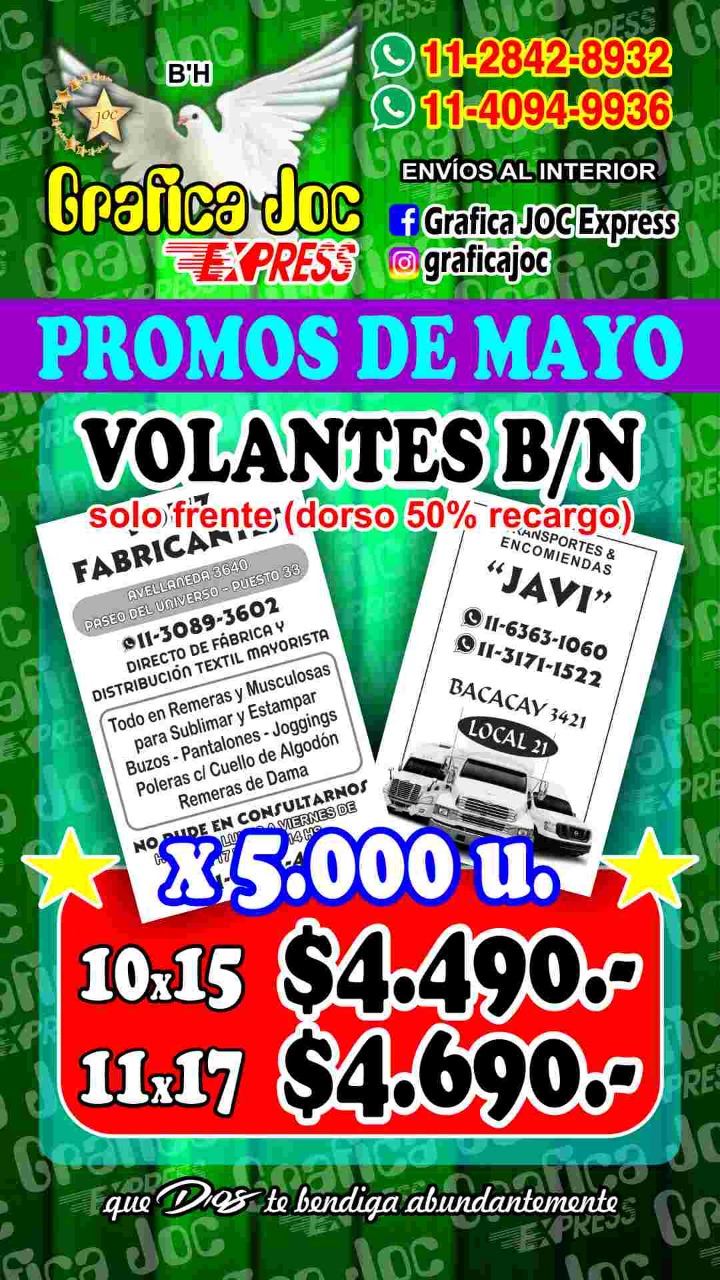 B'H
JOC
Grafica Joc
EXPRESS
11-2842-8932
11-4094-9936
ENVÍOS AL INTERIOR
Grafica JOC Express
graficajoc
PROMOS DE MAYO
VOLANTES B/N
solo frente (dorso 50% recargo)
FABRICANTES
AVELLANEDA 3640
PASEO DEL UNIVERSO - PUESTO 33
11-3089-3602
DIRECTO DE FÁBRICA Y
DISTRIBUCIÓN TEXTIL MAYORISTA
Todo en Remeras y Musculosas
para Sublimar y Estampar
Buzos - Pantalones - Joggings
Poleras c/ Cuello de Algodón
Remeras de Dama
NO DUDE EN CONSULTARNOS
A VIERNES DE
TRANSPORTES &
ENCOMIENDAS
"JAVI"
11-6363-1060
11-3171-1522
BACACAY 3421
LOCAL 21
X 5.000 u.
10x15 $4.490.-
11x17 $4.690.-
que Dios te bendiga abundantemente